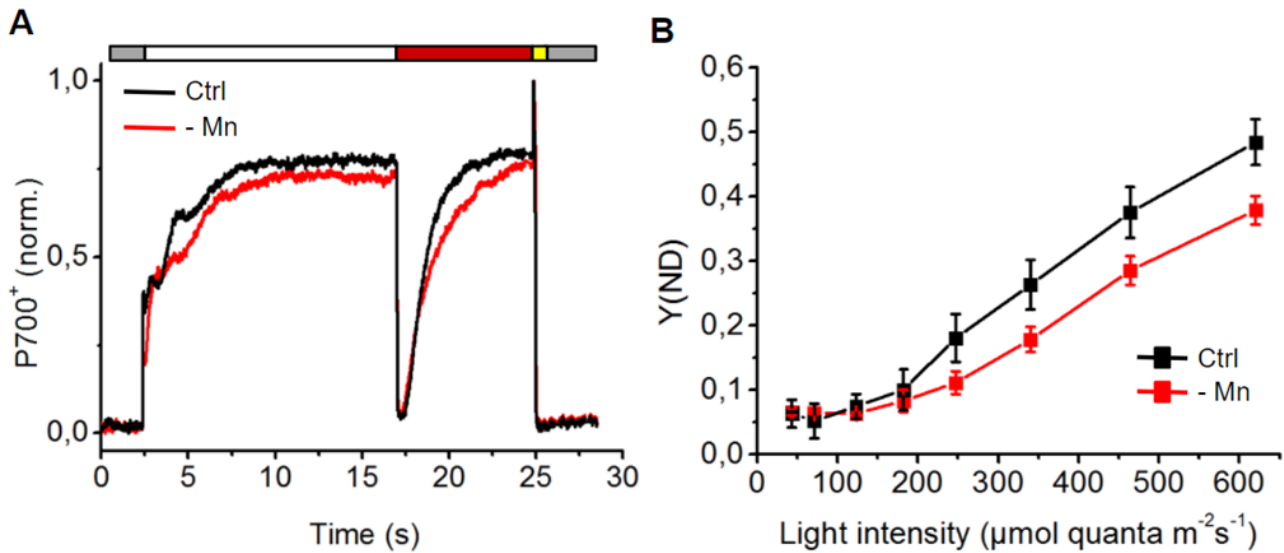 A
1,0
0,5
0,0
P700⁺ (norm.)
Ctrl
- Mn
0 5 10 15 20 25 30
Time (s)
B
0,6
0,5
0,4
0,3
0,2
0,1
0,0
Y(ND)
Ctrl
- Mn
0 100 200 300 400 500 600
Light intensity (µmol quanta m⁻²s⁻¹)